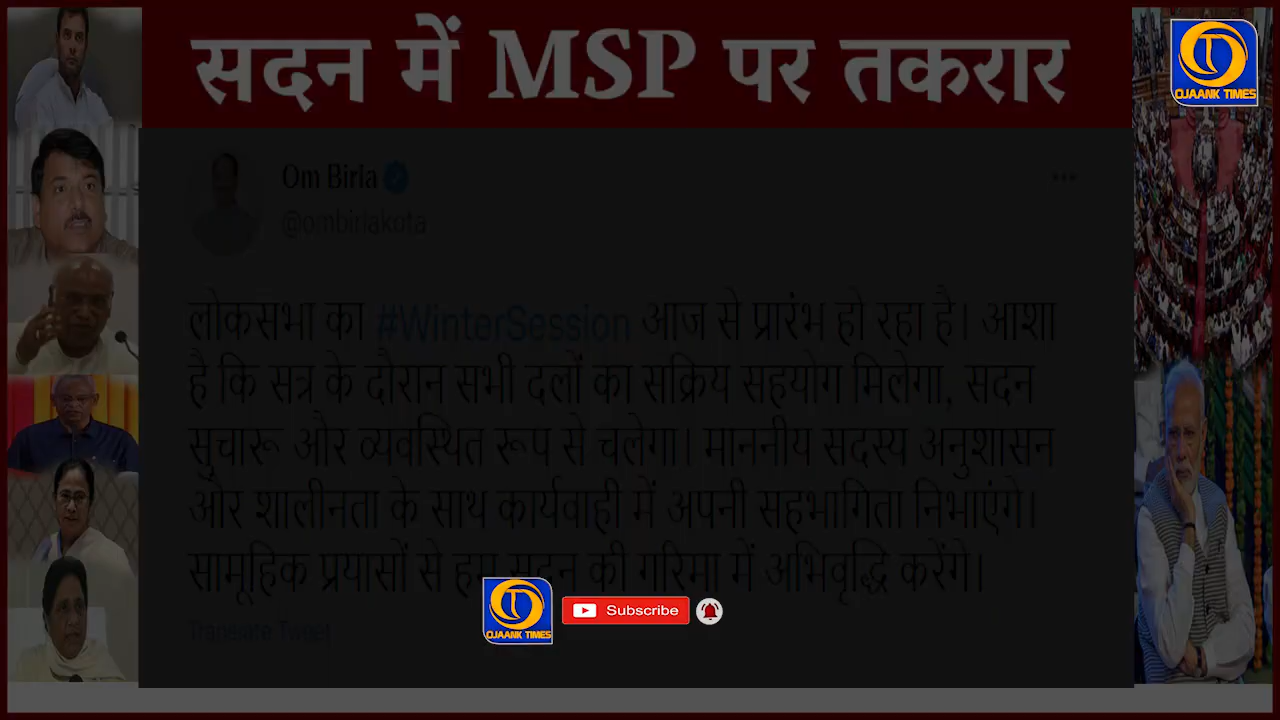 सदन में MSP पर तकरार
OJAANK TIMES
Om Birla
@ombirlakota
लोकसभा का #WinterSession आज से प्रारंभ हो रहा है। आशा
है कि सत्र के दौरान सभी दलों का सक्रिय सहयोग मिलेगा, सदन
सुचारू और व्यवस्थित रूप से चलेगा। माननीय सदस्य अनुशासन
और शालीनता के साथ कार्यवाही में अपनी सहभागिता निभाएंगे।
सामूहिक प्रयासों से हम सदन की गरिमा में अभिवृद्धि करेंगे।
OJAANK TIMES
Subscribe
Translate Tweet